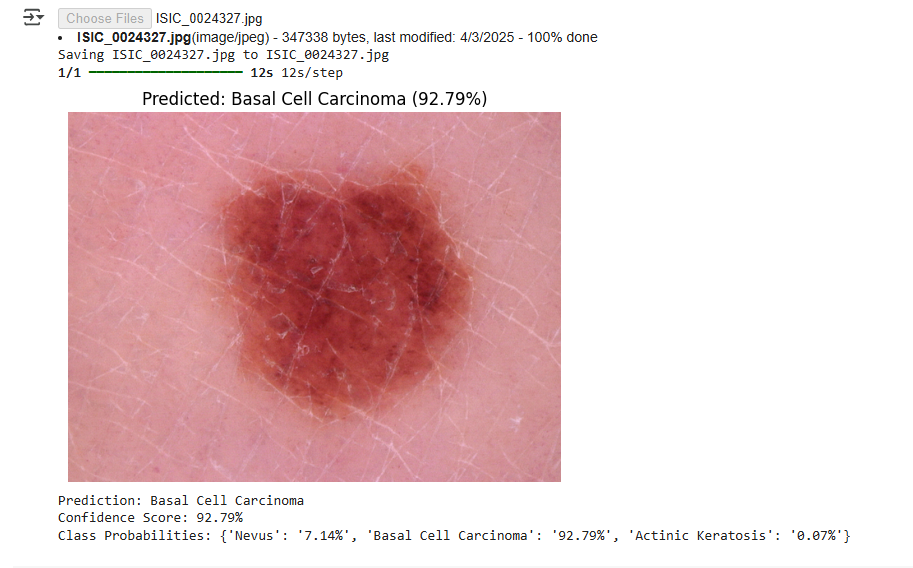 Choose Files ISIC_0024327.jpg
• ISIC_0024327.jpg(image/jpeg) - 347338 bytes, last modified: 4/3/2025 - 100% done
Saving ISIC_0024327.jpg to ISIC_0024327.jpg
1/1 ━━━━━━━━━━━━━━━━━━━━ 12s 12s/step
Predicted: Basal Cell Carcinoma (92.79%)
Prediction: Basal Cell Carcinoma
Confidence Score: 92.79%
Class Probabilities: {'Nevus': '7.14%', 'Basal Cell Carcinoma': '92.79%', 'Actinic Keratosis': '0.07%'}